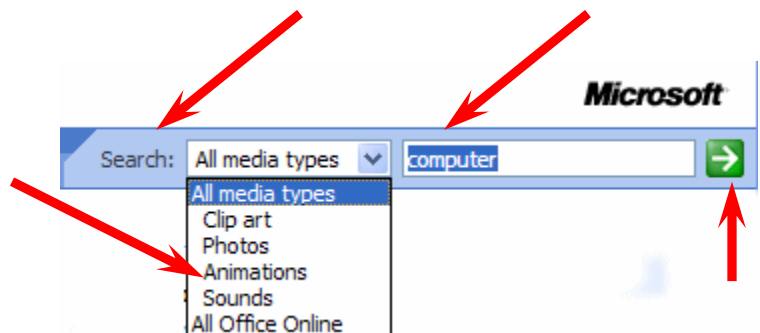 Microsoft
Search: All media types computer
All media types
Clip art
Photos
Animations
Sounds
All Office Online